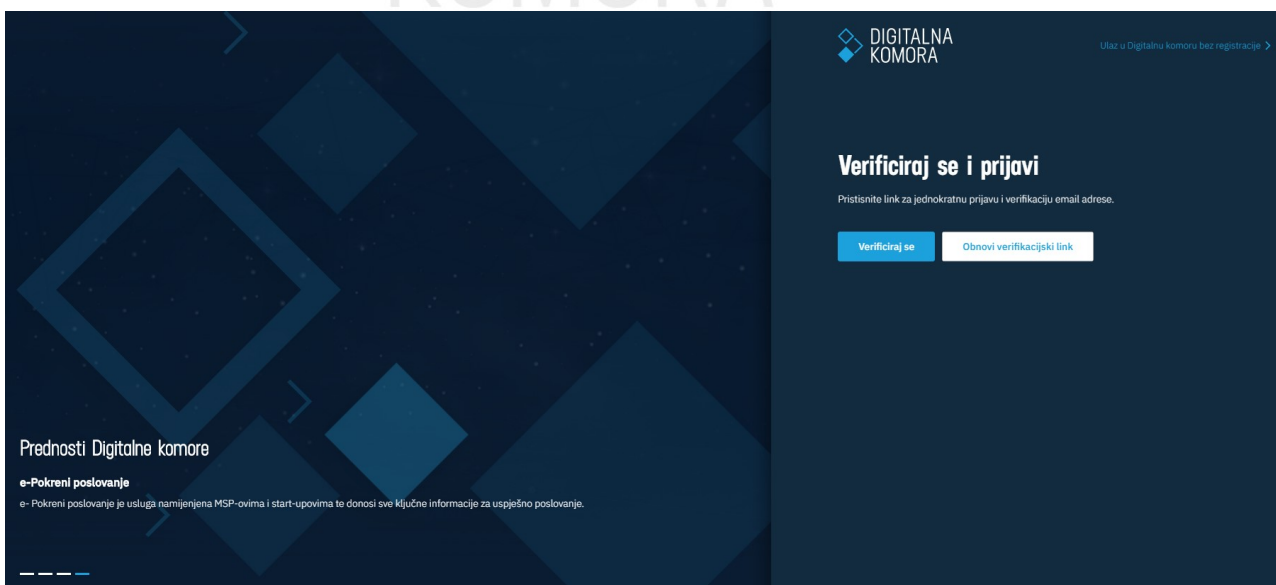 KOMORA
DIGITALNA
KOMORA
Ulaz u Digitalnu komoru bez registracije
Verificiraj se i prijavi
Pristisnite link za jednokratnu prijavu i verifikaciju email adrese.
Verificiraj se
Obnovi verifikacijski link
Prednosti Digitalne komore
e-Pokreni poslovanje
e- Pokreni poslovanje je usluga namijenjena MSP-ovima i start-upovima te donosi sve ključne informacije za uspješno poslovanje.